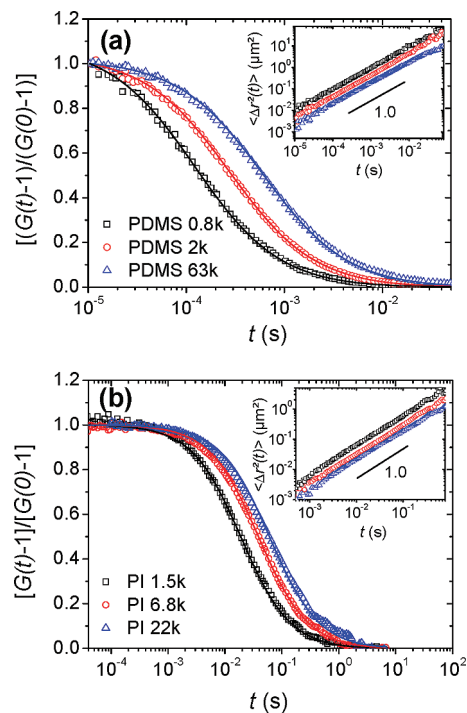 (a)
[(G(t)-1)/(G(0)-1)]
1.2
1.0
0.8
0.6
0.4
0.2
0.0
PDMS 0.8k
PDMS 2k
PDMS 63k
10⁻⁵ 10⁻⁴ 10⁻³ 10⁻²
t (s)
<Δr²(t)> (μm²)
10¹
10⁰
10⁻¹
10⁻²
10⁻³
1.0
10⁻⁵ 10⁻⁴ 10⁻³ 10⁻²
t (s)
(b)
[G(t)-1]/[G(0)-1]
1.2
1.0
0.8
0.6
0.4
0.2
0.0
PI 1.5k
PI 6.8k
PI 22k
10⁻⁴ 10⁻³ 10⁻² 10⁻¹ 10⁰ 10¹ 10²
t (s)
<Δr²(t)> (μm²)
10⁰
10⁻¹
10⁻²
10⁻³
1.0
10⁻³ 10⁻² 10⁻¹
t (s)